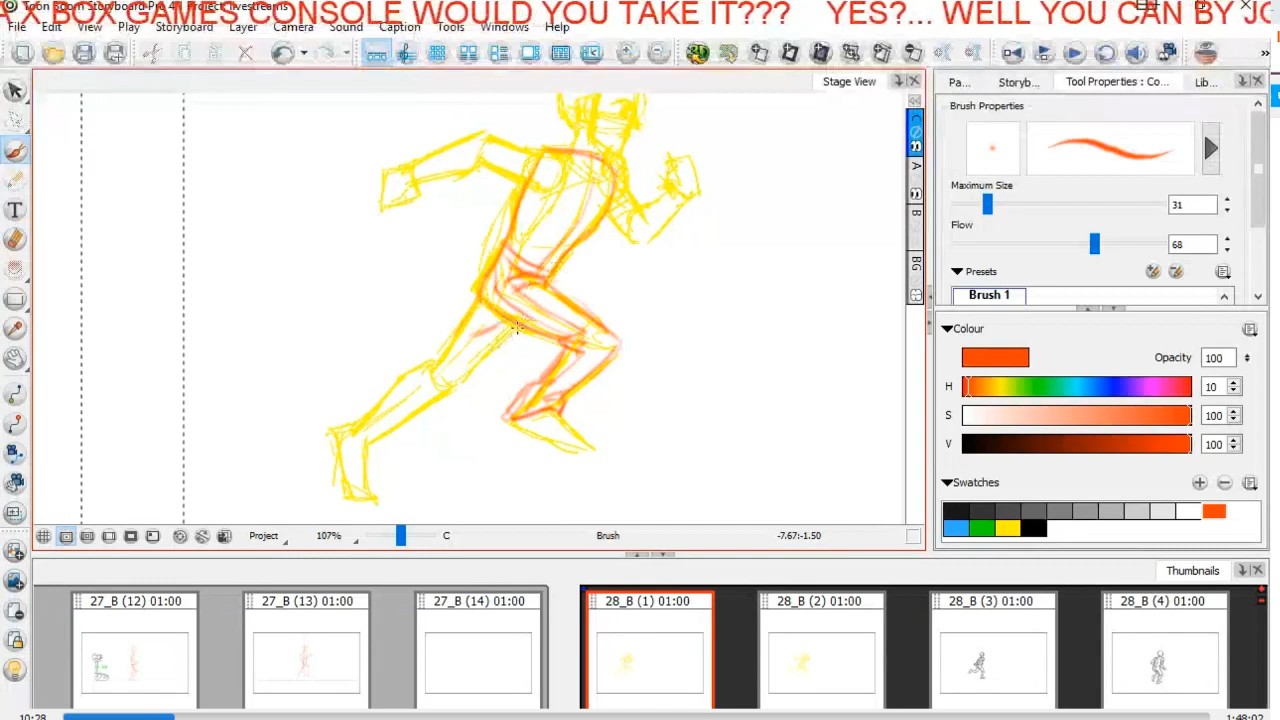 AX BOX GAMES CONSOLE WOULD YOU TAKE IT??? YES?... WELL YOU CAN BY JO
Toon Boom Storyboard Pro 4 - Project: livestreams
File Edit View Play Storyboard Layer Camera Sound Caption Tools Windows Help
Stage View
Pa... Storyb... Tool Properties : Co... Lib...
Brush Properties
Maximum Size
31
Flow
68
Presets
Brush 1
A
B
BG
Colour
Opacity 100
H 10
S 100
V 100
Swatches
Project 107% C Brush -7.67:-1.50
Thumbnails
27_B (12) 01:00 27_B (13) 01:00 27_B (14) 01:00 28_B (1) 01:00 28_B (2) 01:00 28_B (3) 01:00 28_B (4) 01:00
10:28 1:48:02